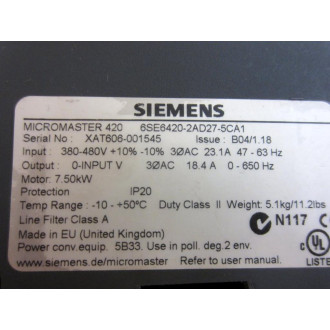 SIEMENS
MICROMASTER 420 6SE6420-2AD27-5CA1
Serial No : XAT606-001545 Issue : B04/1.18
Input : 380-480V +10% -10% 3ØAC 23.1A 47 - 63 Hz
Output : 0-INPUT V 3ØAC 18.4 A 0 - 650 Hz
Motor: 7.50kW
Protection IP20
Temp Range : -10 - +50°C Duty Class II Weight: 5.1kg/11.2lbs
Line Filter Class A
N117
Made in EU (United Kingdom)
Power conv.equip. 5B33. Use in poll. deg.2 env.
www.siemens.de/micromaster Refer to user manual.
C UL
LISTE